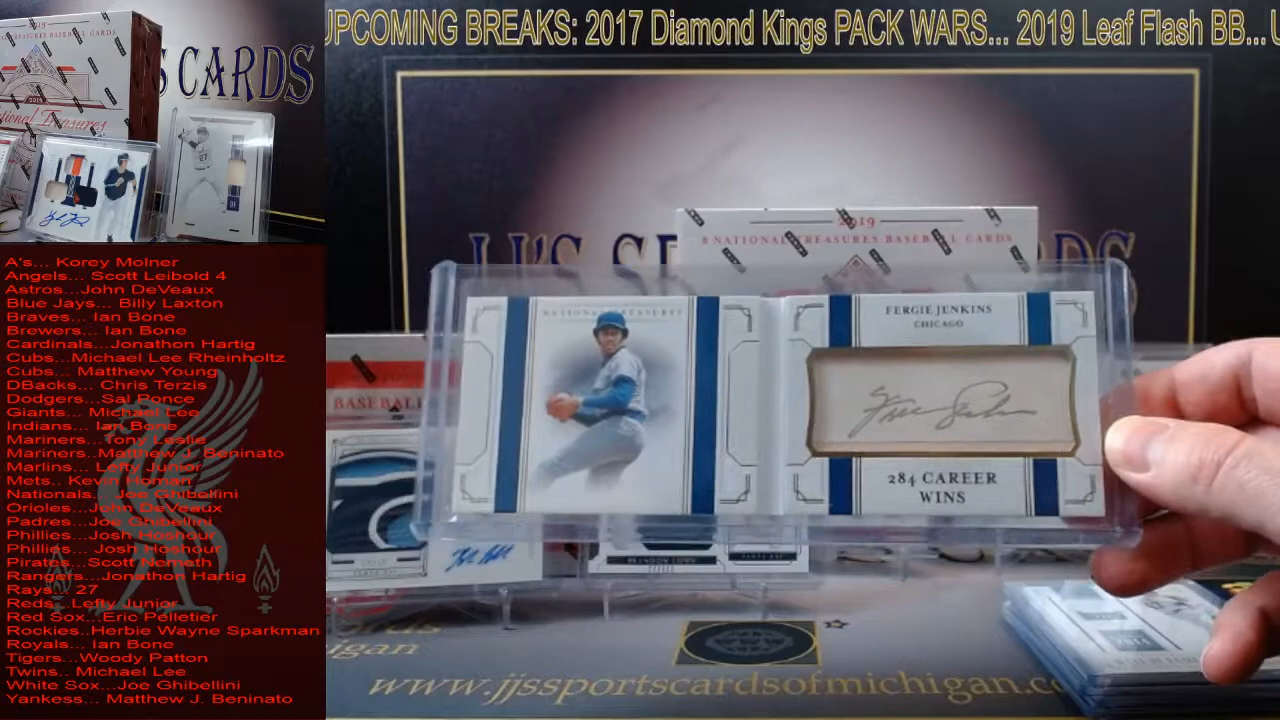 UPCOMING BREAKS: 2017 Diamond Kings PACK WARS... 2019 Leaf Flash BB... U
S CARDS
2019
A's... Korey Molner
Angels... Scott Leibold 4
Astros...John DeVeaux
Blue Jays... Billy Laxton
Braves... Ian Bone
Brewers... Ian Bone
Cardinals...Jonathon Hartig
Cubs...Michael Lee Rheinholtz
Cubs... Matthew Young
DBacks... Chris Terzis
Dodgers...Sal Ponce
Giants... Michael Lee
Indians... Ian Bone
Mariners...Tony Leslie
Mariners..Matthew J. Beninato
Marlins... Lefty Junior
Mets.. Kevin Homan
Nationals... Joe Ghibellini
Orioles...John DeVeaux
Padres...Joe Ghibellini
Phillies... Josh Hoshour
Phillies... Josh Hoshour
Pirates...Scott Nemeth
Rangers...Jonathon Hartig
Rays... 27
Reds...Lefty Junior
Red Sox...Eric Pelletier
Rockies..Herbie Wayne Sparkman
Royals... Ian Bone
Tigers...Woody Patton
Twins.. Michael Lee
White Sox...Joe Ghibellini
Yankess... Matthew J. Beninato
2019
8 NATIONAL TREASURES BASEBALL CARDS
NATIONAL TREASURES
FERGIE JENKINS
CHICAGO
284 CAREER
WINS
BASEBALL
www.jjssportscardsofmichigan.co